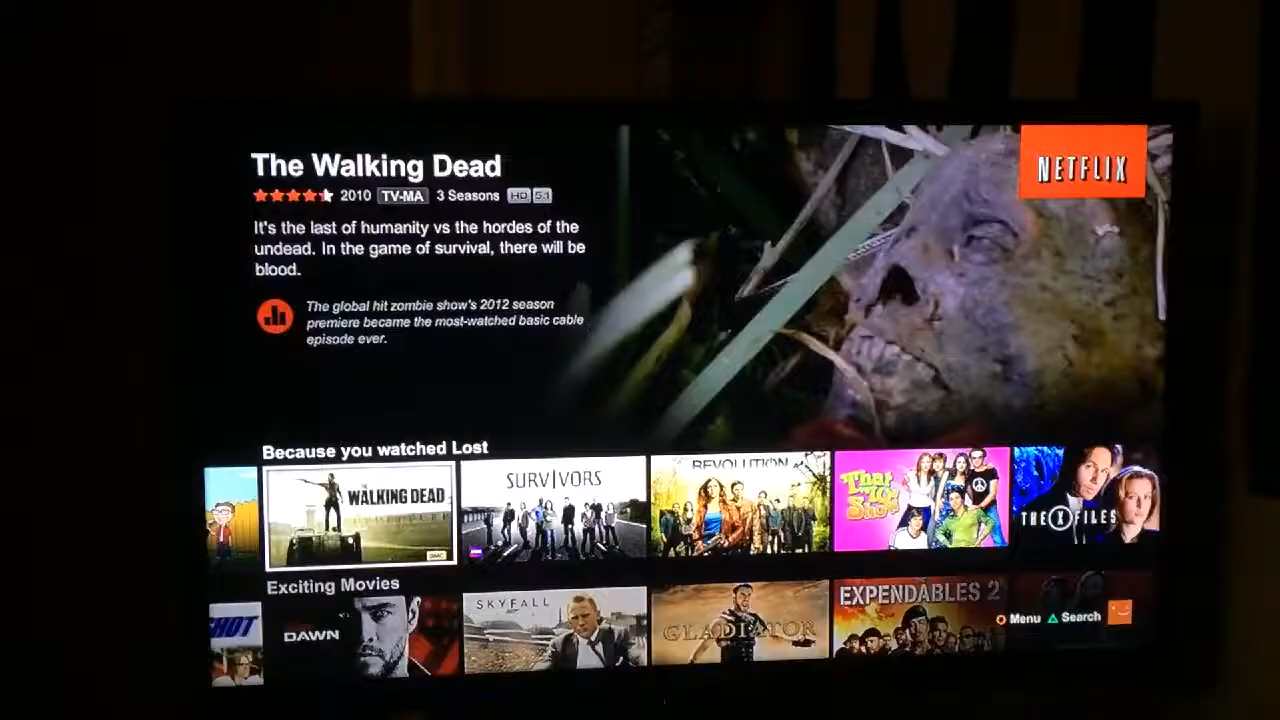 The Walking Dead
NETFLIX
2010 TV-MA 3 Seasons HD 5.1
It's the last of humanity vs the hordes of the
undead. In the game of survival, there will be
blood.
The global hit zombie show's 2012 season
premiere became the most-watched basic cable
episode ever.
Because you watched Lost
THE WALKING DEAD
AMC
SURVIVORS
REVOLUTION
That '70s Show
THE X FILES
Exciting Movies
HOT
DAWN
SKYFALL 007
GLADIATOR
EXPENDABLES 2
Menu Search